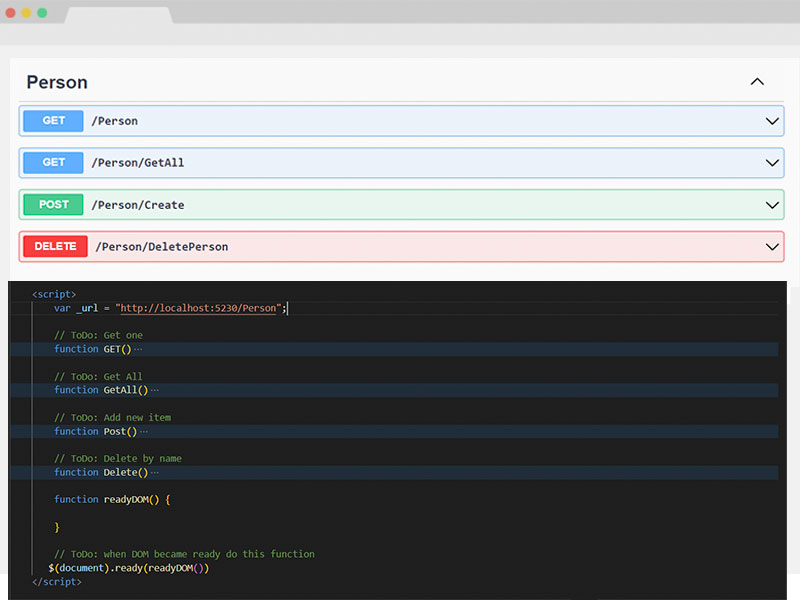 Person
GET /Person
GET /Person/GetAll
POST /Person/Create
DELETE /Person/DeletePerson
<script>
var _url = "http://localhost:5230/Person";
// ToDo: Get one
function GET()···
// ToDo: Get All
function GetAll()···
// ToDo: Add new item
function Post()···
// ToDo: Delete by name
function Delete()···
function readyDOM() {
}
// ToDo: when DOM became ready do this function
$(document).ready(readyDOM())
</script>